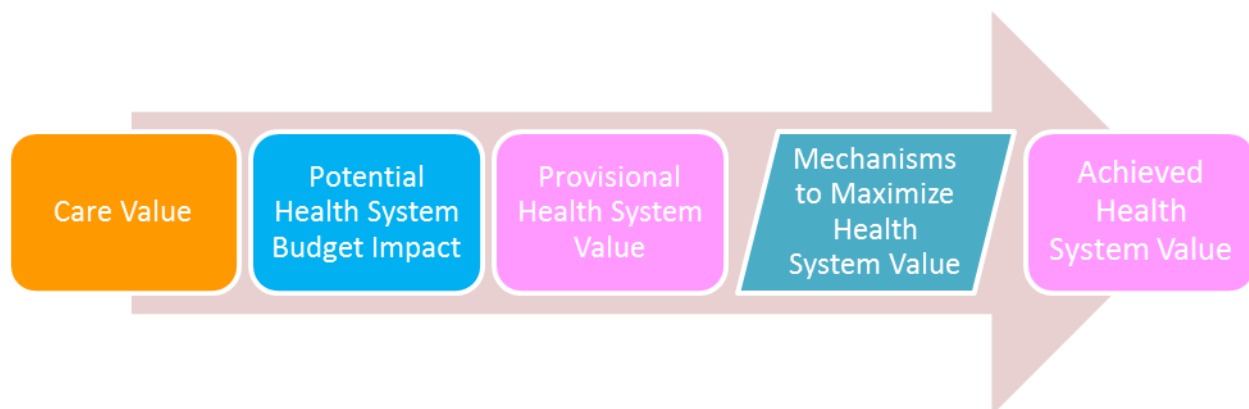 Care Value
Potential
Health System
Budget Impact
Provisional
Health System
Value
Mechanisms
to Maximize
Health
System Value
Achieved
Health
System Value